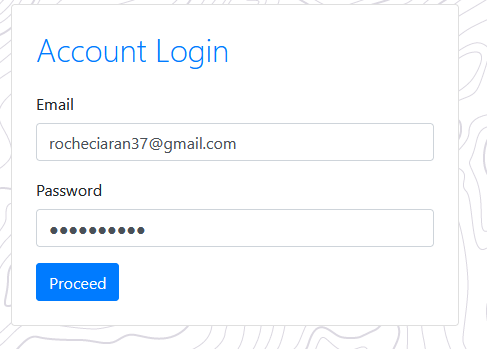 Account Login
Email
rocheciaran37@gmail.com
Password
●●●●●●●●●●
Proceed